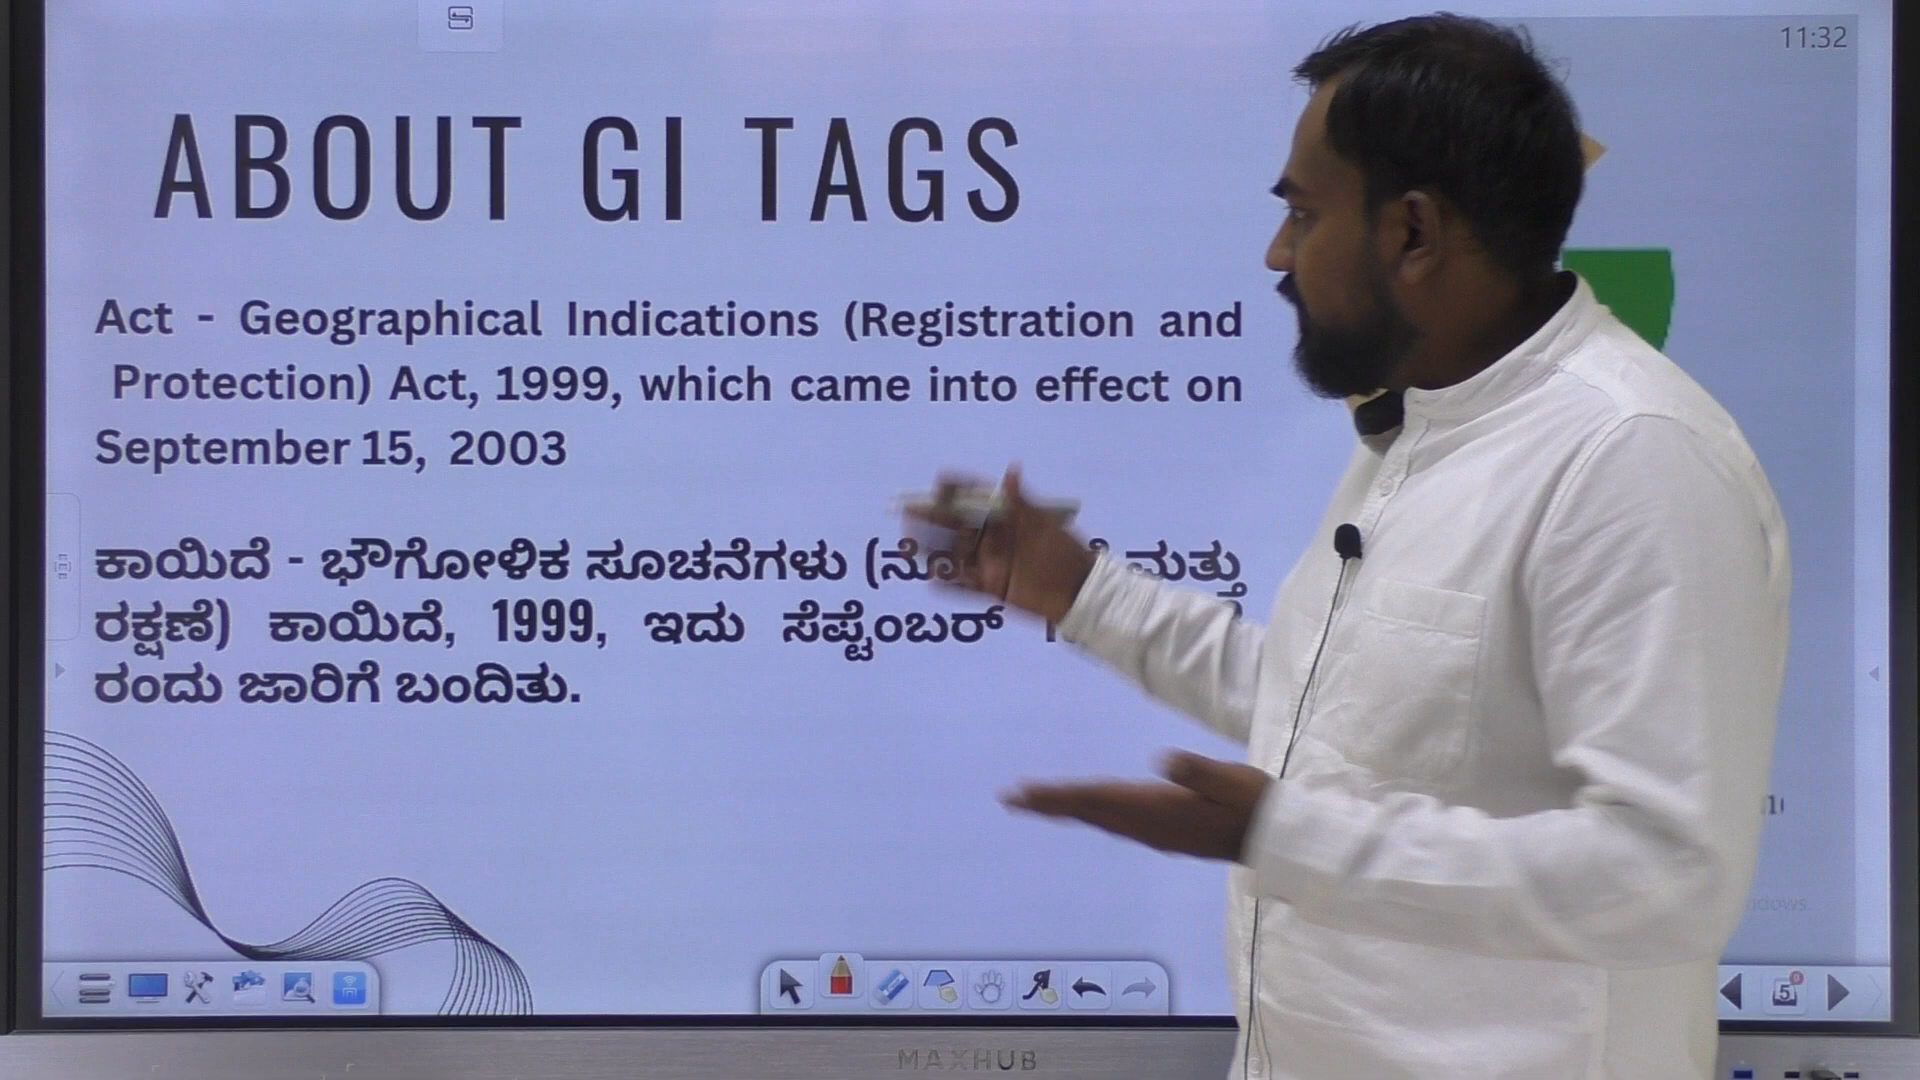 11:32
ABOUT GI TAGS
Act - Geographical Indications (Registration and
Protection) Act, 1999, which came into effect on
September 15, 2003
ಕಾಯಿದೆ - ಭೌಗೋಳಿಕ ಸೂಚನೆಗಳು ಮತ್ತು
ರಕ್ಷಣೆ) ಕಾಯಿದೆ, 1999, ಇದು ಸೆಪ್ಟೆಂಬರ್
ರಂದು ಜಾರಿಗೆ ಬಂದಿತು.
5
MAXHUB